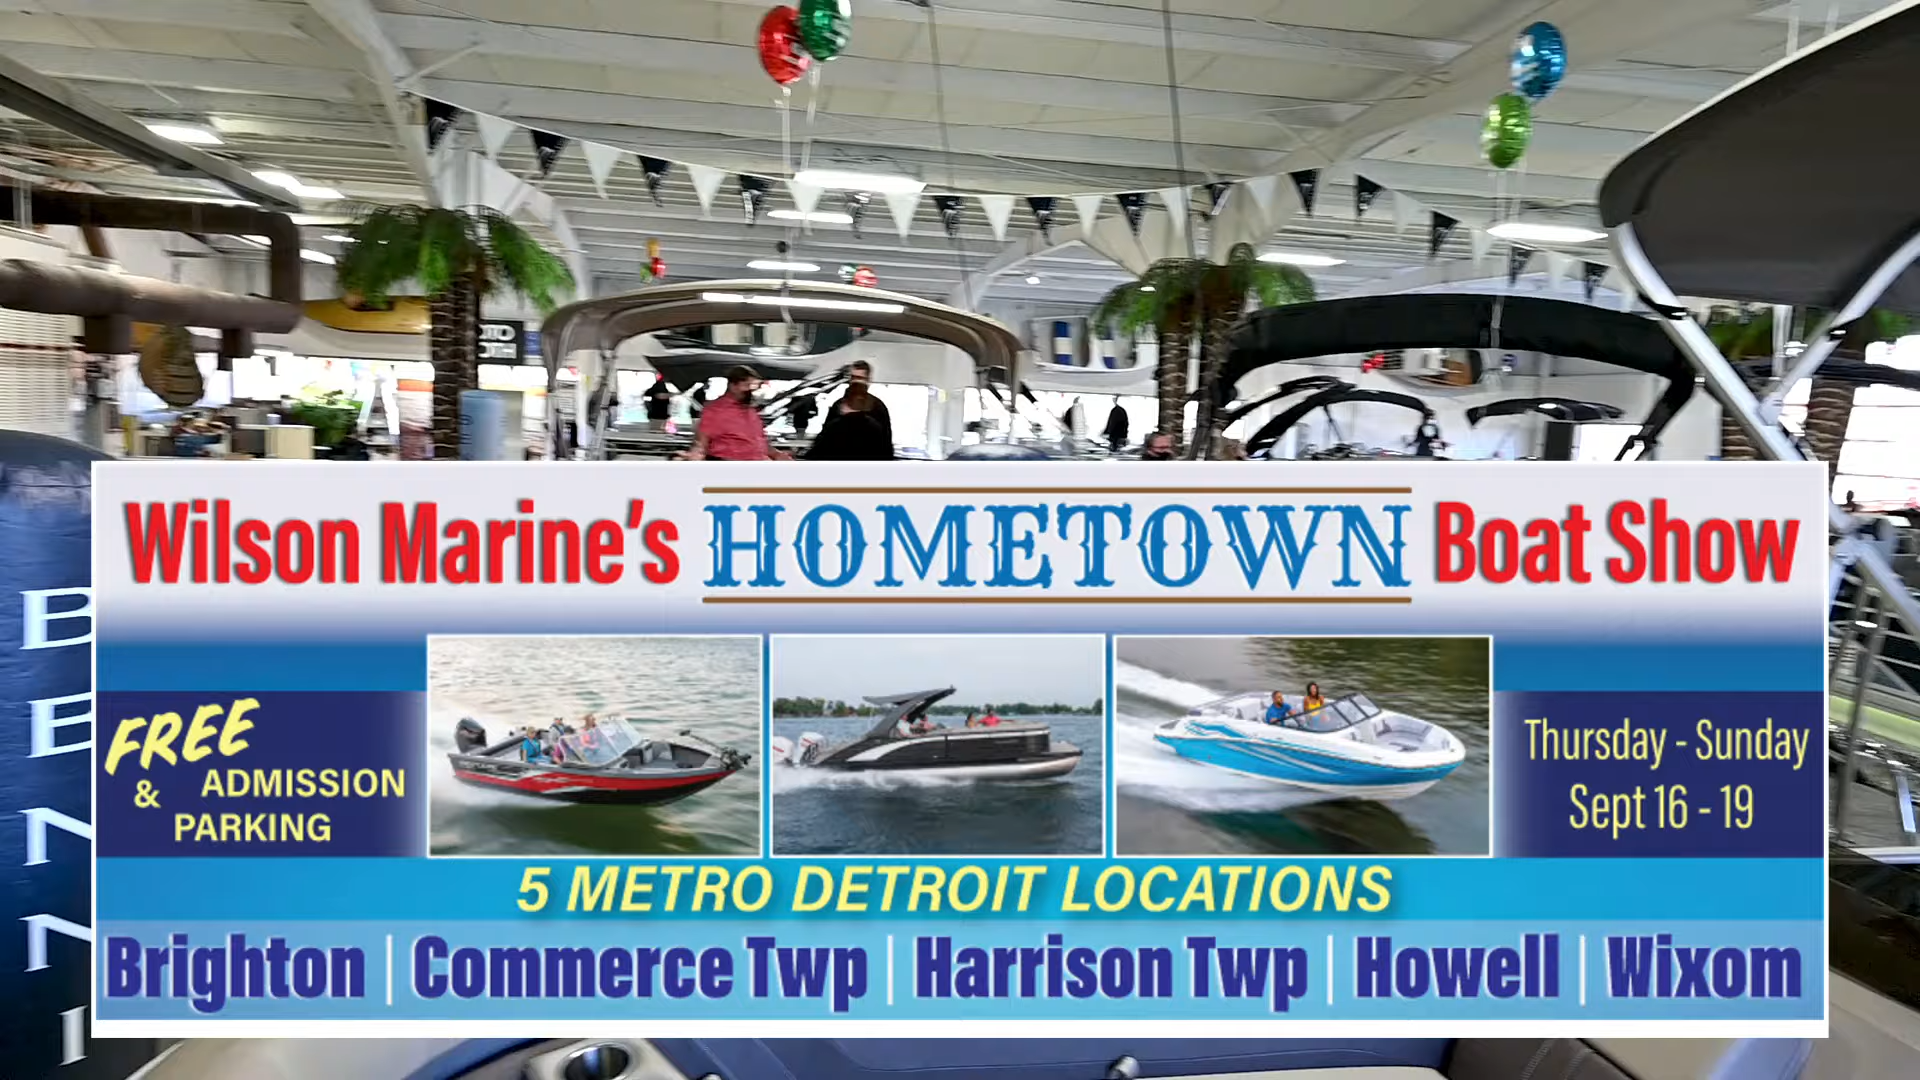 Wilson Marine's HOMETOWN Boat Show
FREE
& ADMISSION
PARKING
Thursday - Sunday
Sept 16 - 19
5 METRO DETROIT LOCATIONS
Brighton | Commerce Twp | Harrison Twp | Howell | Wixom
B
E
N
N
I